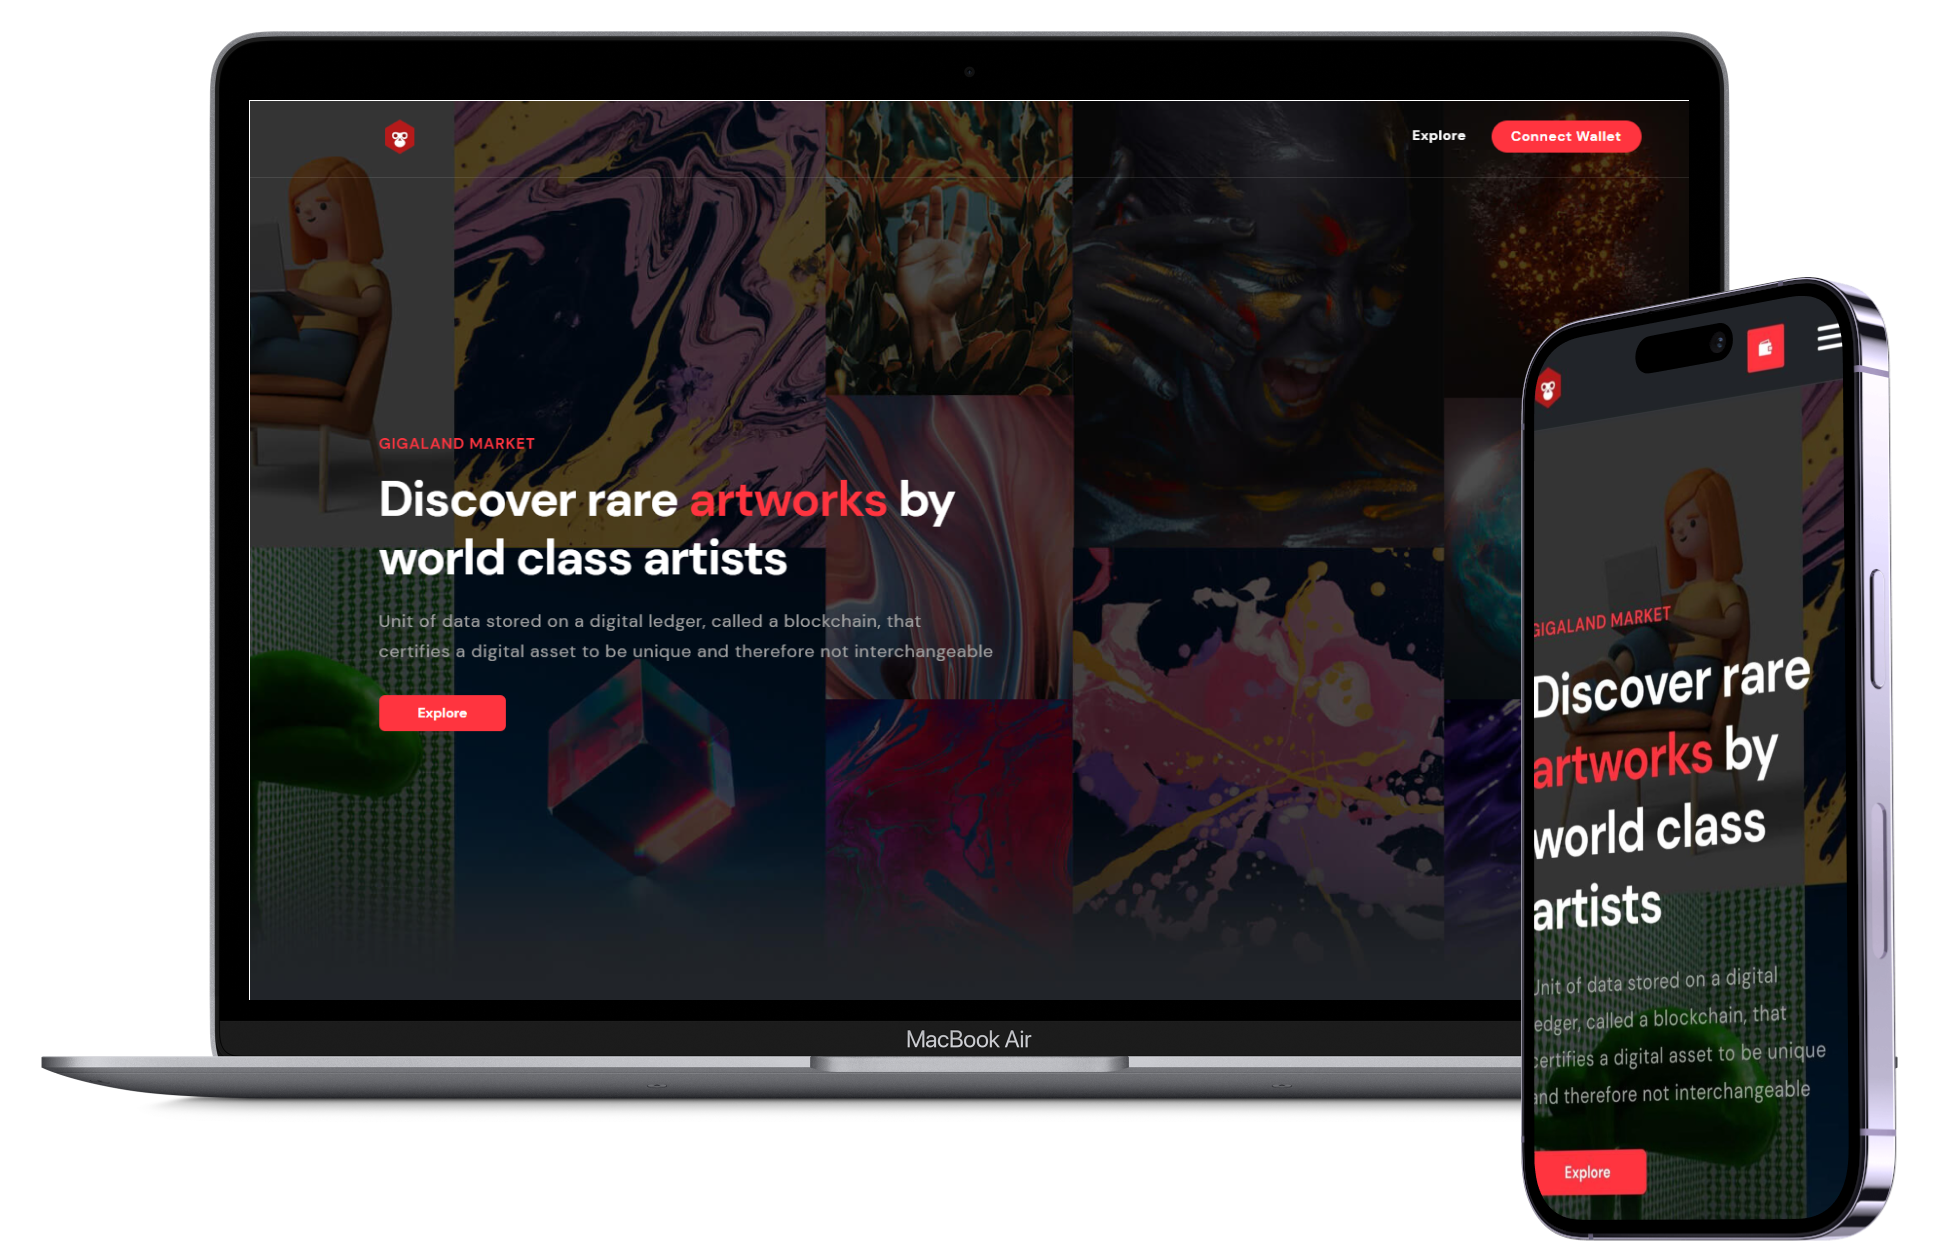 Explore
Connect Wallet
GIGALAND MARKET
Discover rare artworks by
world class artists
Unit of data stored on a digital ledger, called a blockchain, that
certifies a digital asset to be unique and therefore not interchangeable
Explore
MacBook Air
GIGALAND MARKET
Discover rare
artworks by
world class
artists
Unit of data stored on a digital
ledger, called a blockchain, that
certifies a digital asset to be unique
and therefore not interchangeable
Explore